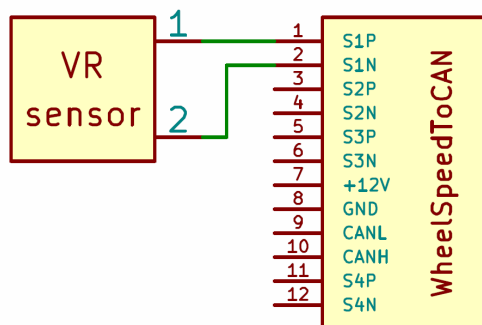 VR
sensor
1
2
1 S1P
2 S1N
3 S2P
4 S2N
5 S3P
6 S3N
7 +12V
8 GND
9 CANL
10 CANH
11 S4P
12 S4N
WheelSpeedToCAN